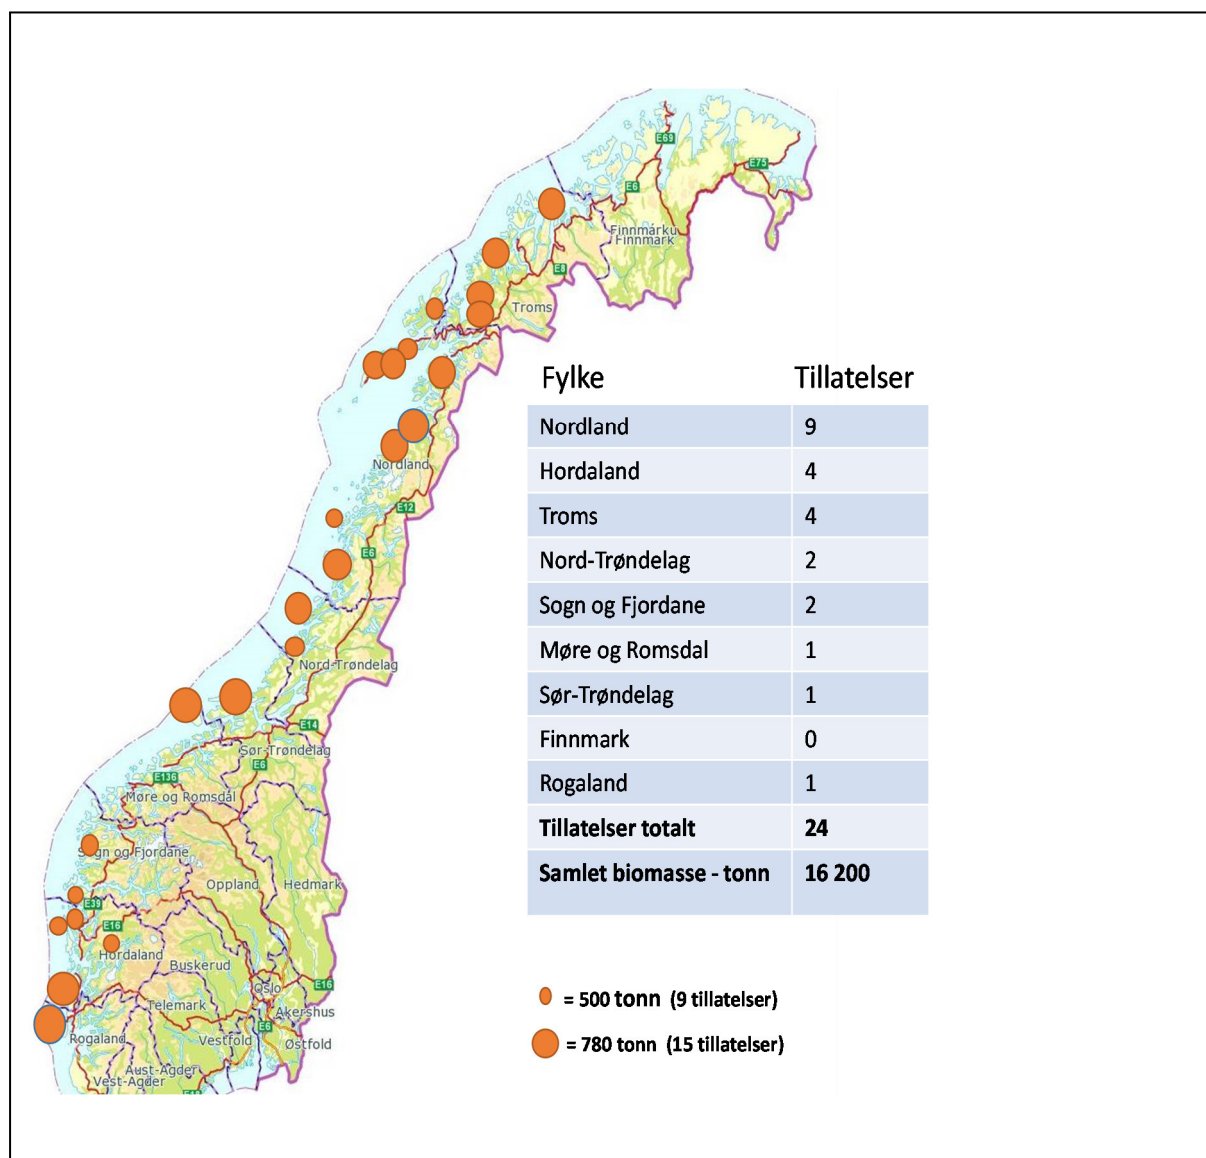 E69
E75
E6
Finnmárku
Finnmark
E8
Troms
Nordland
E12
E6
Nord-Trøndelag
E14
Sør-Trøndelag
E6
E136
Møre og Romsdal
Sogn og Fjordane
Oppland
Hedmark
E39
E16
Hordaland
Buskerud
E16
Oslo
Telemark
Akershus
E6
Rogaland
Vestfold
Østfold
Aust-Agder
Vest-Agder
Fylke Tillatelser
Nordland 9
Hordaland 4
Troms 4
Nord-Trøndelag 2
Sogn og Fjordane 2
Møre og Romsdal 1
Sør-Trøndelag 1
Finnmark 0
Rogaland 1
Tillatelser totalt 24
Samlet biomasse - tonn 16 200
= 500 tonn (9 tillatelser)
= 780 tonn (15 tillatelser)